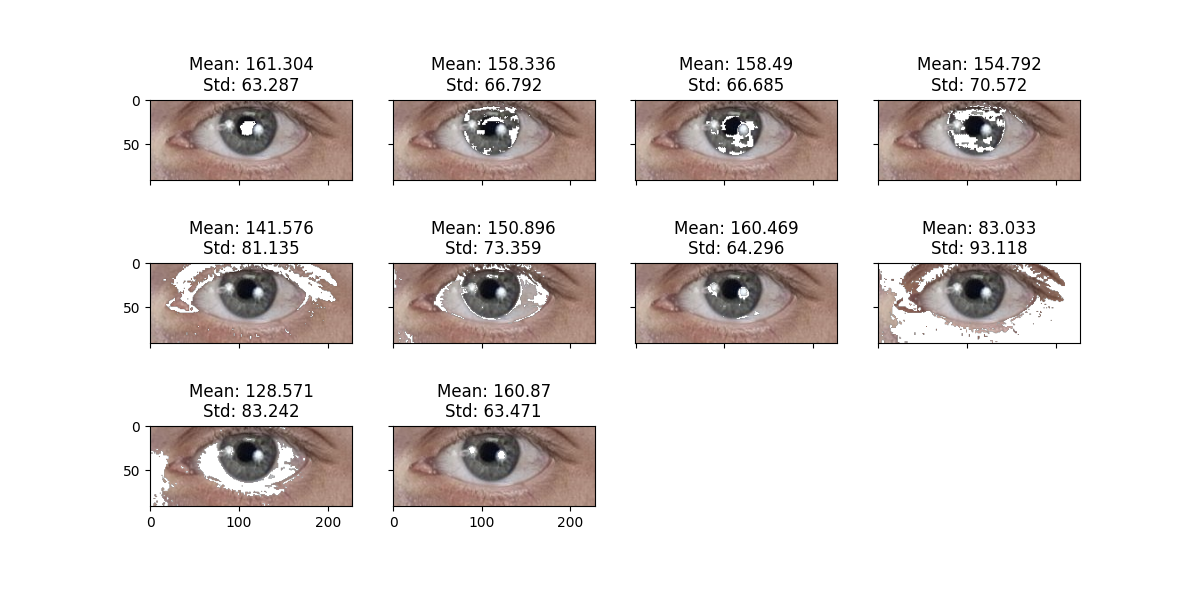 Mean: 161.304
Std: 63.287
Mean: 158.336
Std: 66.792
Mean: 158.49
Std: 66.685
Mean: 154.792
Std: 70.572
0
50
Mean: 141.576
Std: 81.135
Mean: 150.896
Std: 73.359
Mean: 160.469
Std: 64.296
Mean: 83.033
Std: 93.118
0
50
Mean: 128.571
Std: 83.242
Mean: 160.87
Std: 63.471
0
50
0 100 200
0 100 200